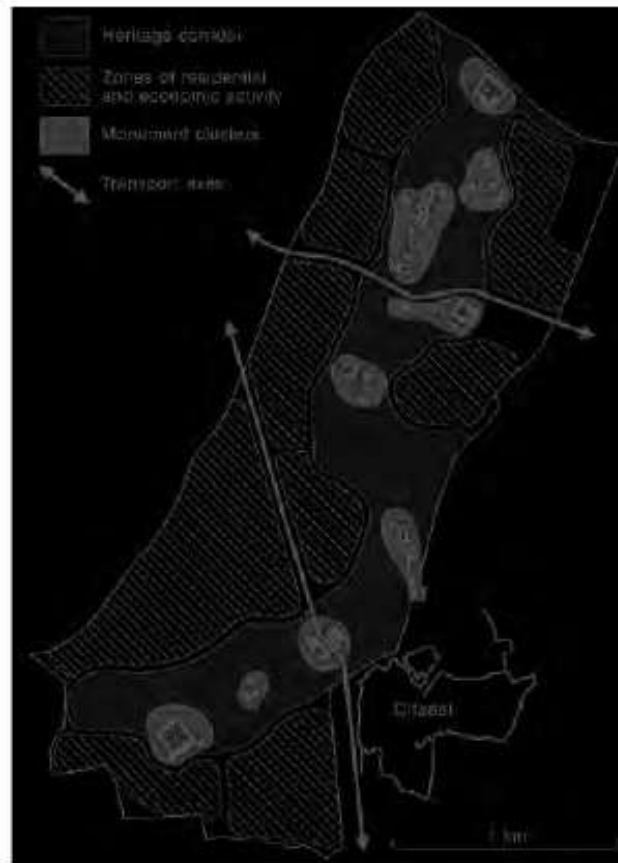 Heritage corridor
Zones of residential
and economic activity
Monument clusters
Transport axes
Citadel
1 km